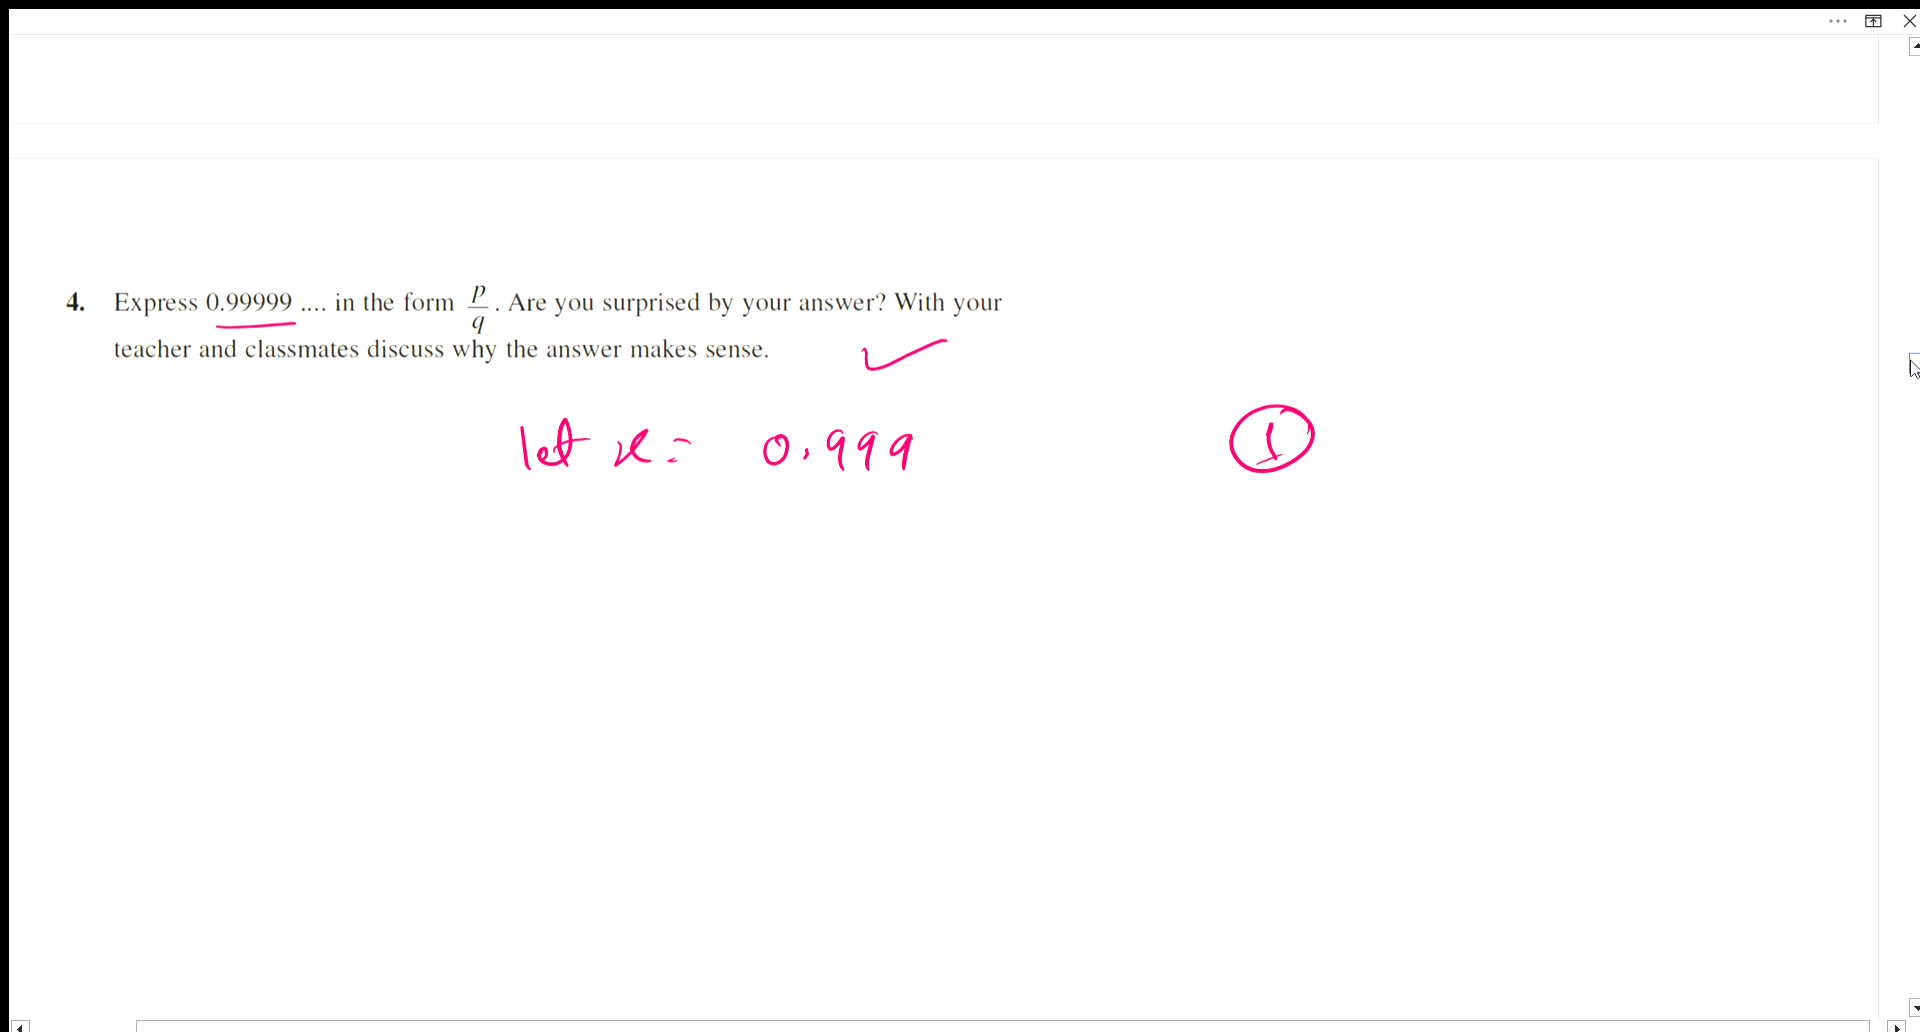 4. Express 0.99999 .... in the form p/q. Are you surprised by your answer? With your
teacher and classmates discuss why the answer makes sense.
let x = 0.999 1